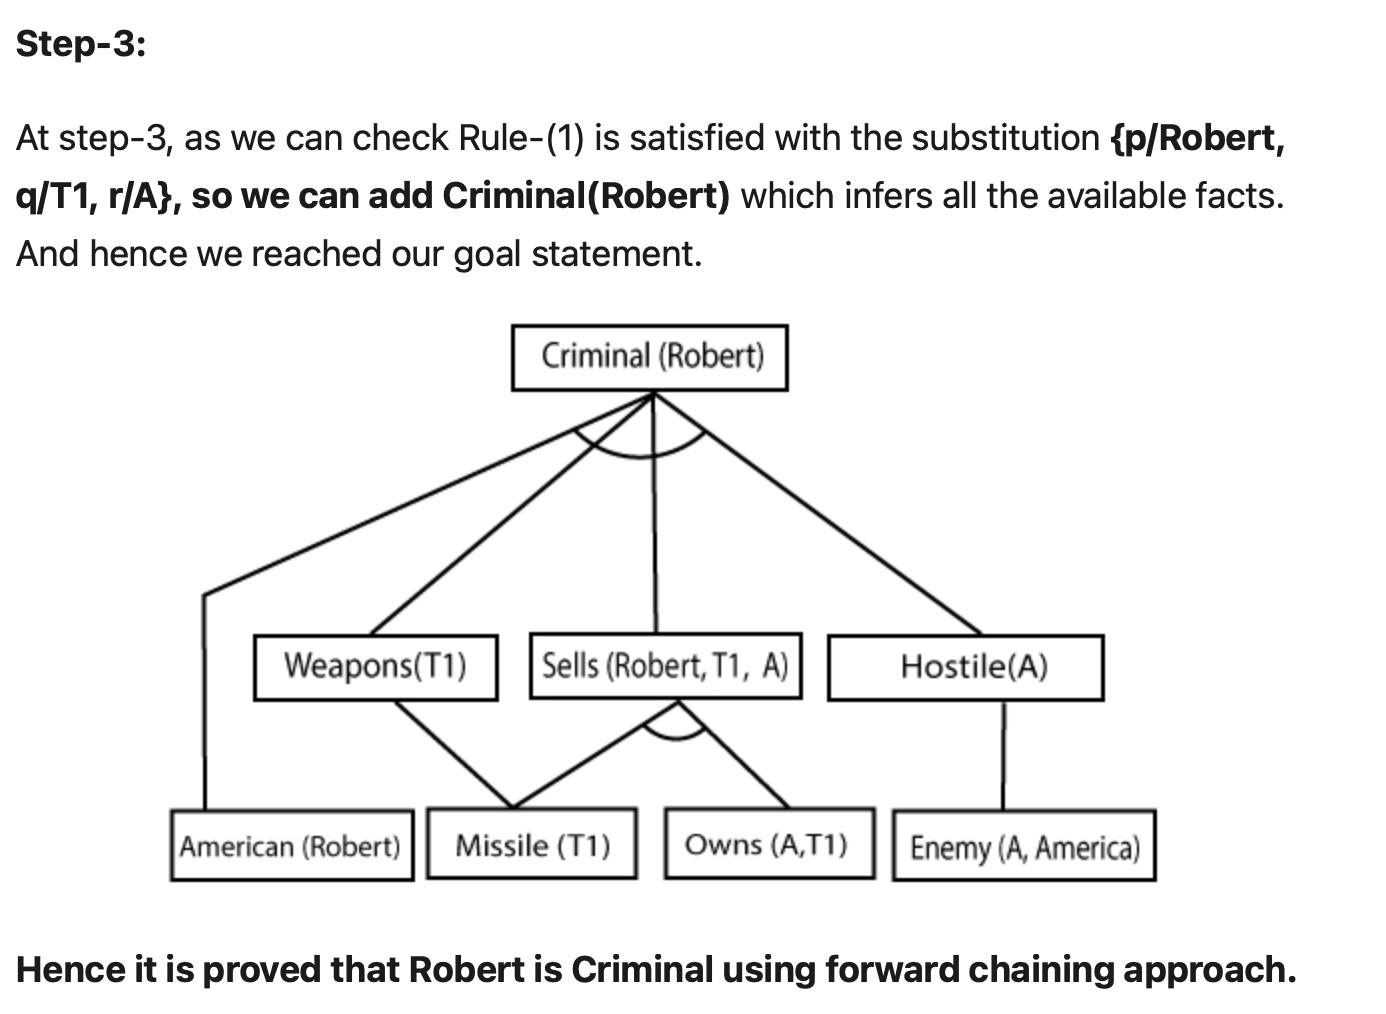 Step-3:
At step-3, as we can check Rule-(1) is satisfied with the substitution {p/Robert,
q/T1, r/A}, so we can add Criminal(Robert) which infers all the available facts.
And hence we reached our goal statement.
Criminal (Robert)
Weapons(T1)
Sells (Robert, T1, A)
Hostile(A)
American (Robert)
Missile (T1)
Owns (A,T1)
Enemy (A, America)
Hence it is proved that Robert is Criminal using forward chaining approach.